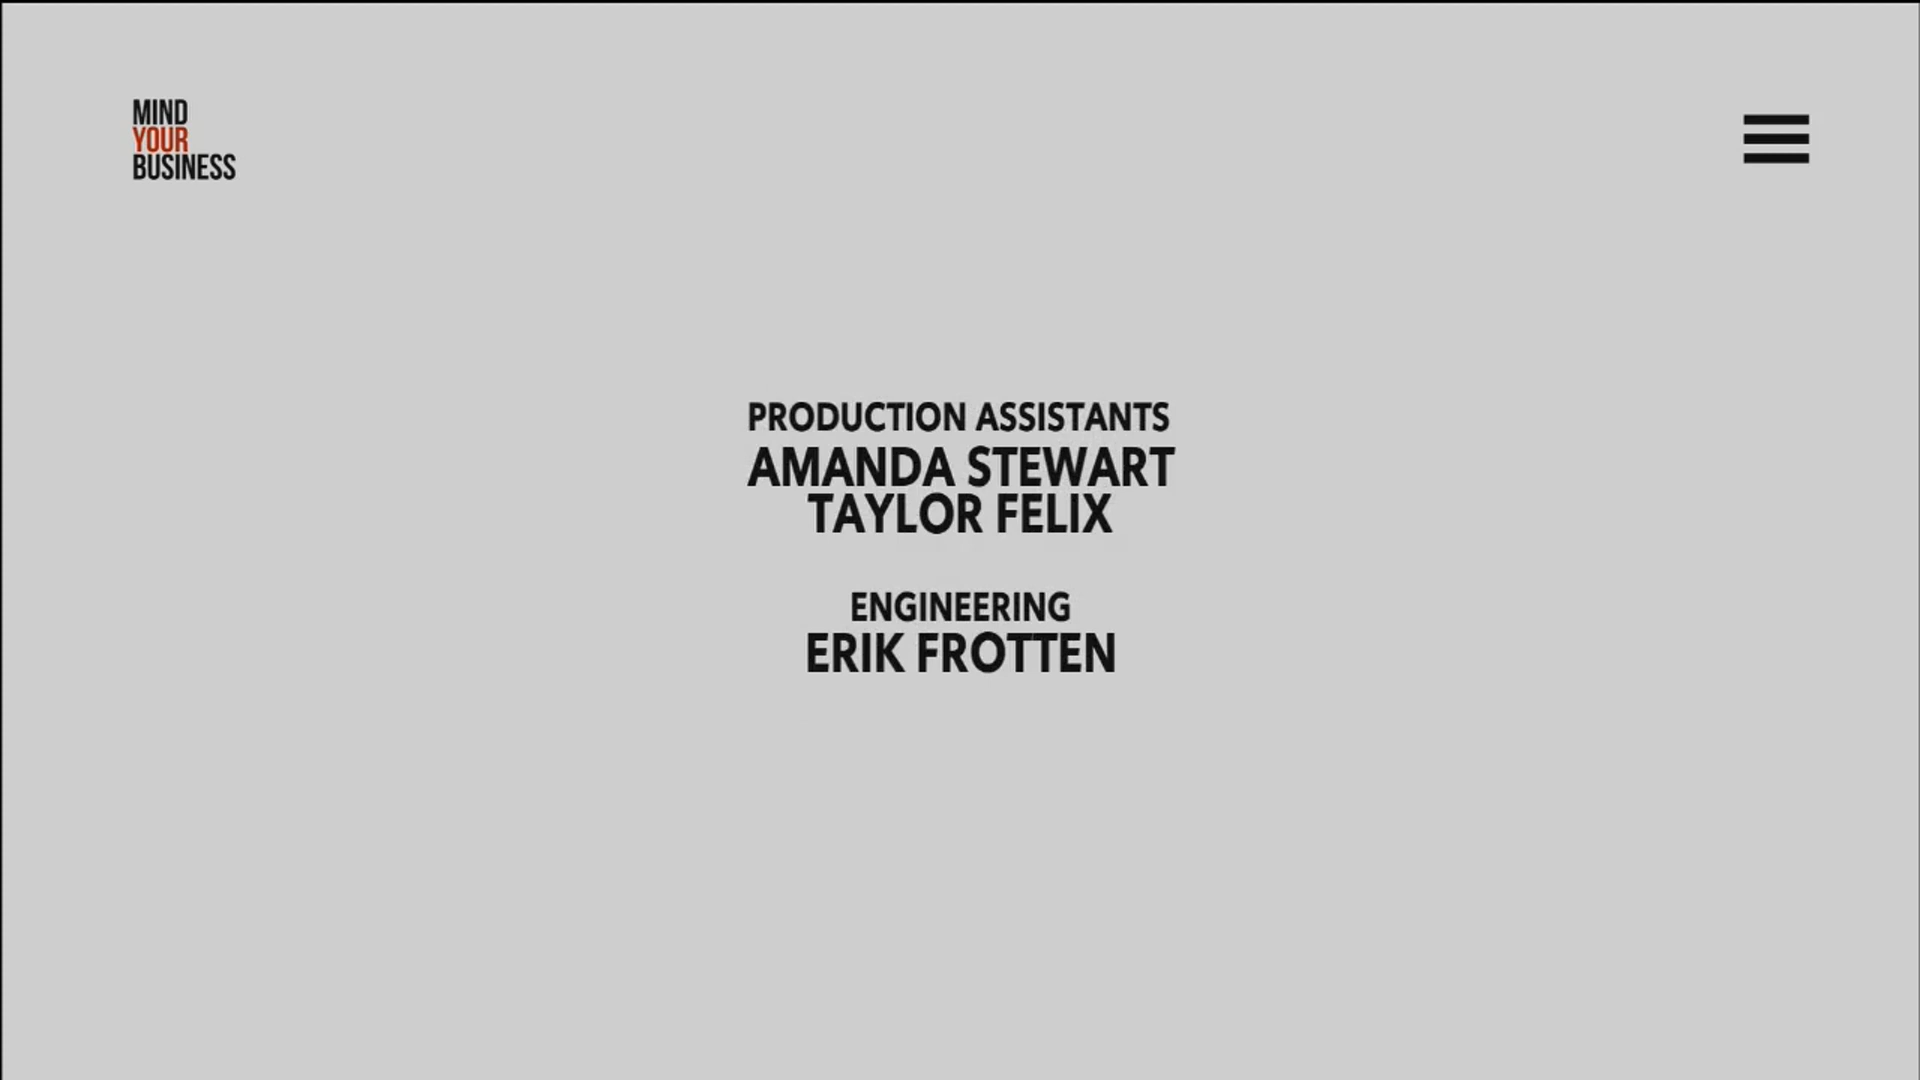 MIND
YOUR
BUSINESS
PRODUCTION ASSISTANTS
AMANDA STEWART
TAYLOR FELIX
ENGINEERING
ERIK FROTTEN